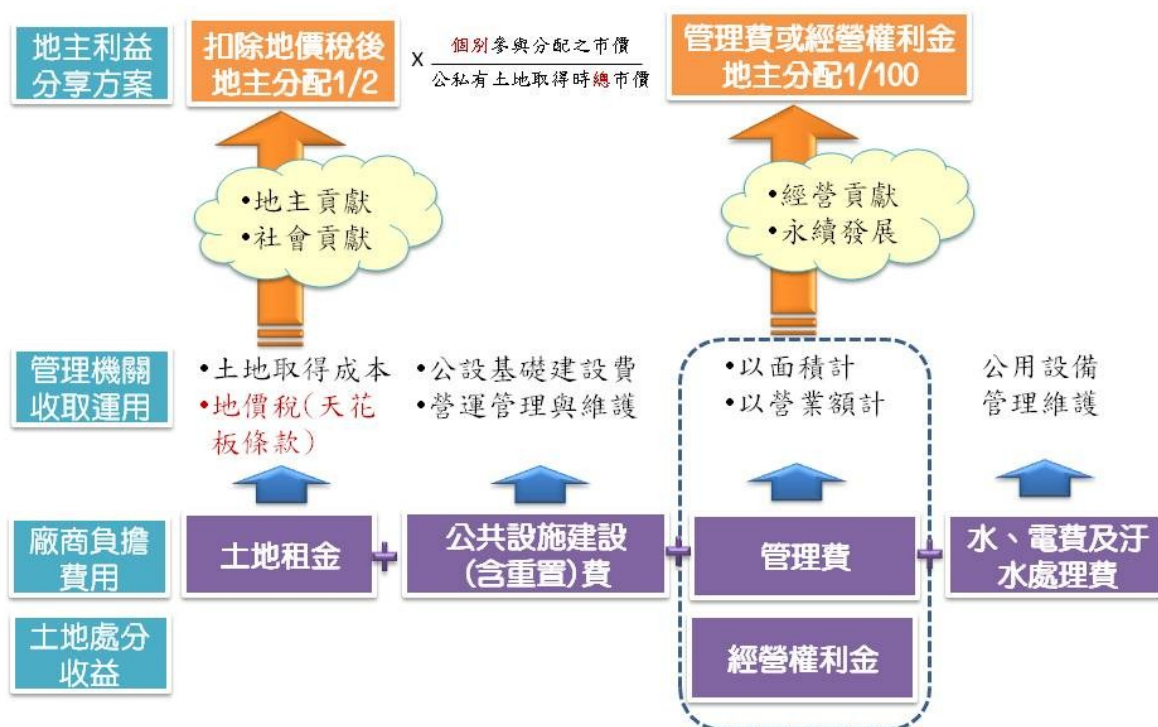 地主利益
分享方案
扣除地價稅後
地主分配1/2
x
個別參與分配之市價
公私有土地取得時總市價
管理費或經營權利金
地主分配1/100
•地主貢獻
•社會貢獻
•經營貢獻
•永續發展
管理機關
收取運用
•土地取得成本
•地價稅(天花
板條款)
•公設基礎建設費
•營運管理與維護
•以面積計
•以營業額計
公用設備
管理維護
廠商負擔
費用
土地租金
+
公共設施建設
(含重置)費
+
管理費
+
水、電費及汙
水處理費
土地處分
收益
經營權利金